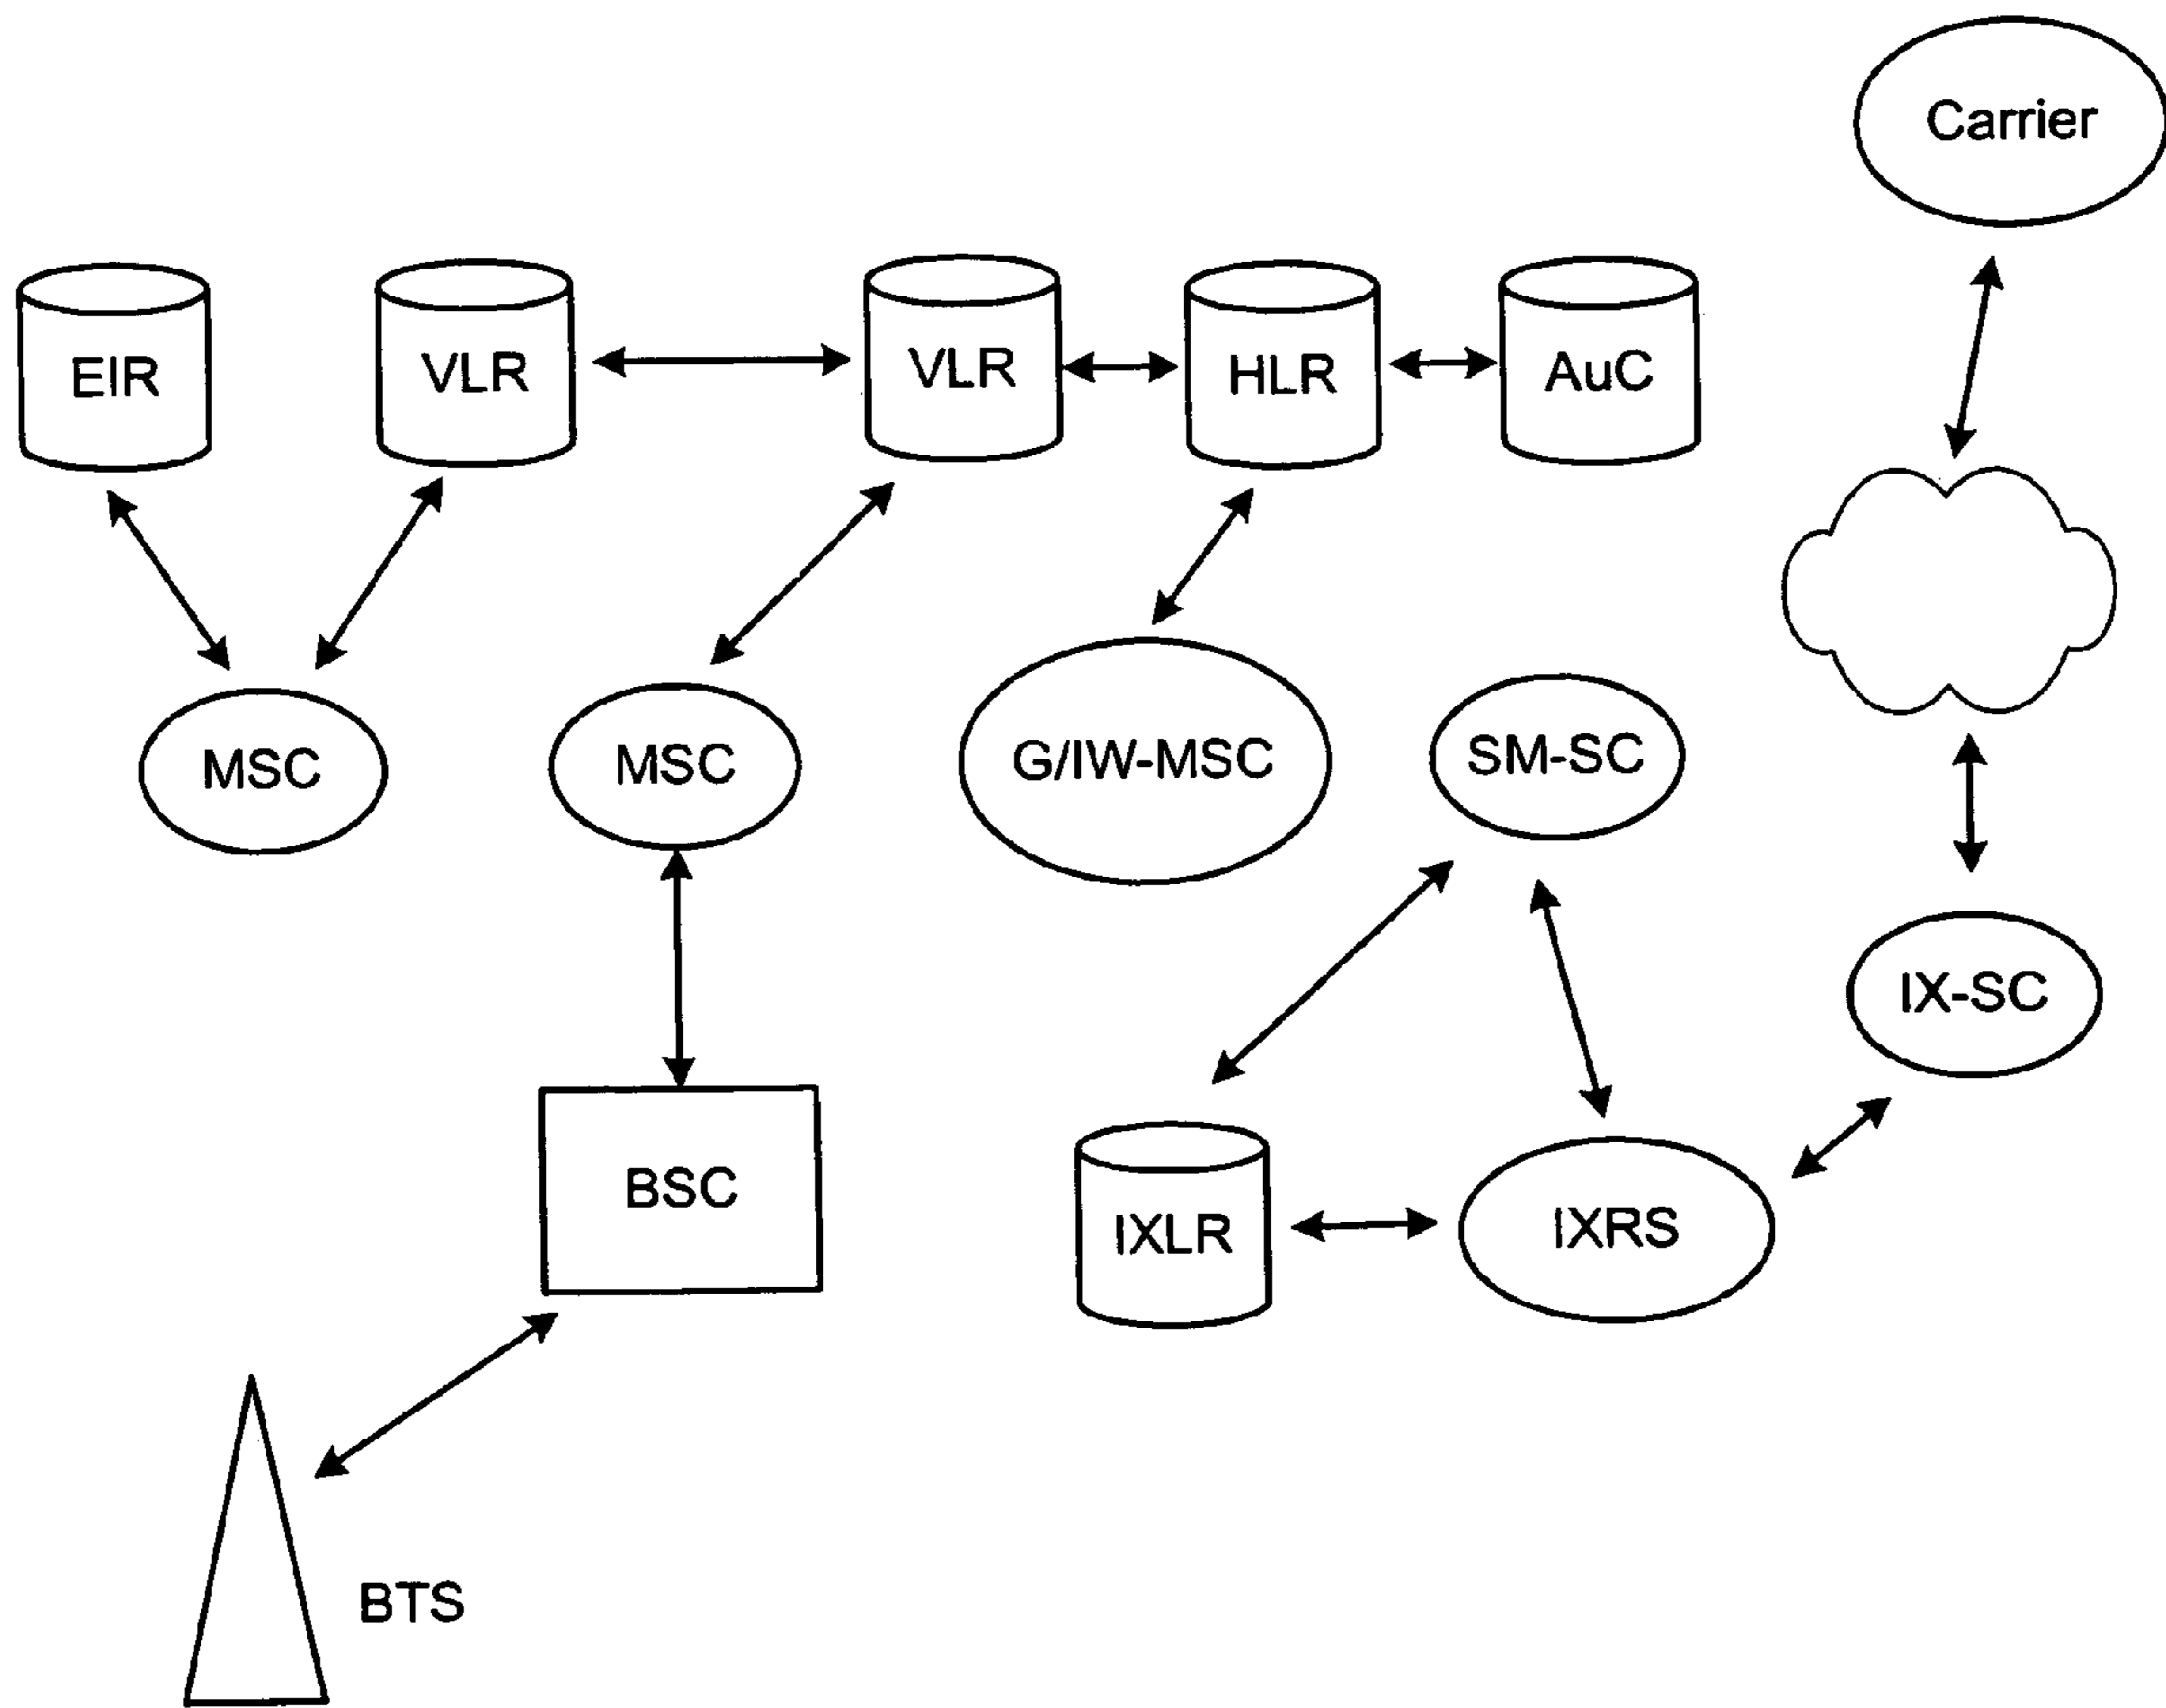 Carrier
EIR
VLR
VLR
HLR
AuC
MSC
MSC
G/IW-MSC
SM-SC
IX-SC
BSC
IXLR
IXRS
BTS